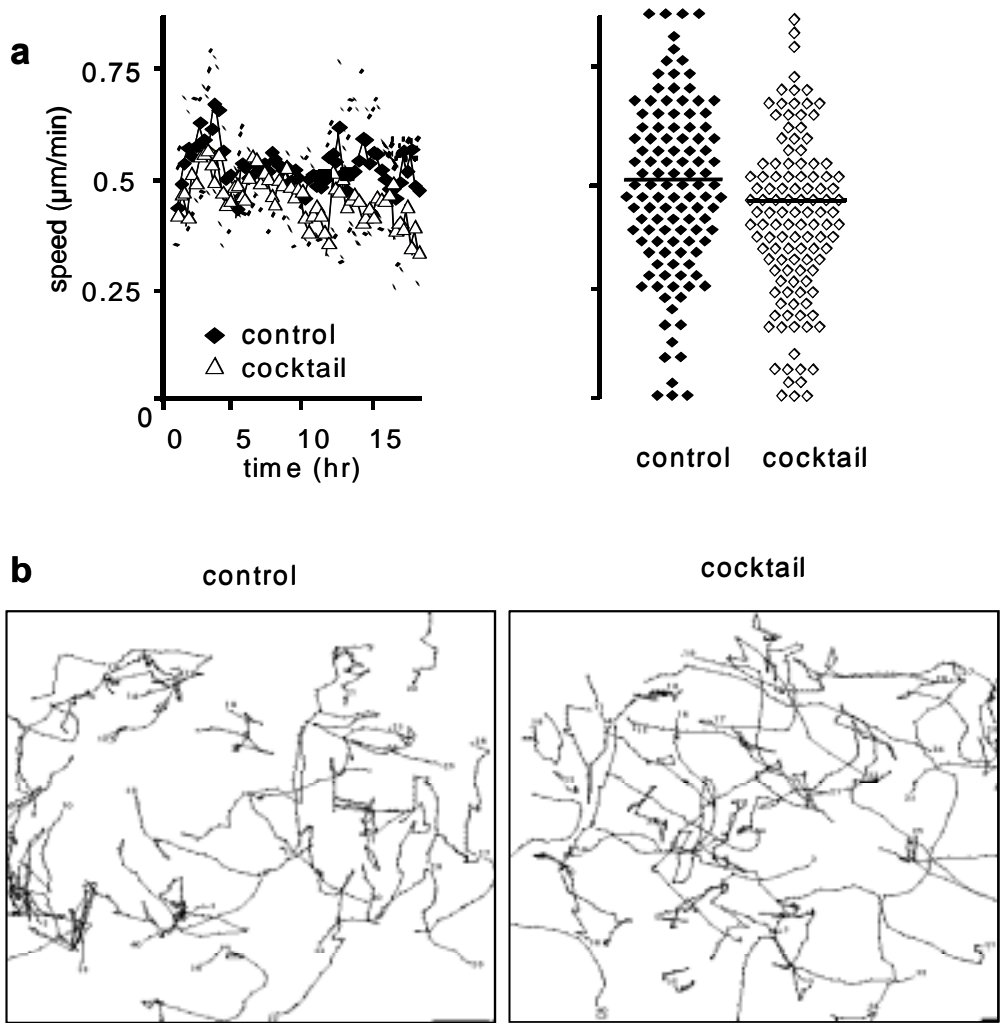 a
0.75
0.5
0.25
0
speed (µm/min)
control
cocktail
0 5 10 15
time (hr)
control cocktail
b
control
cocktail